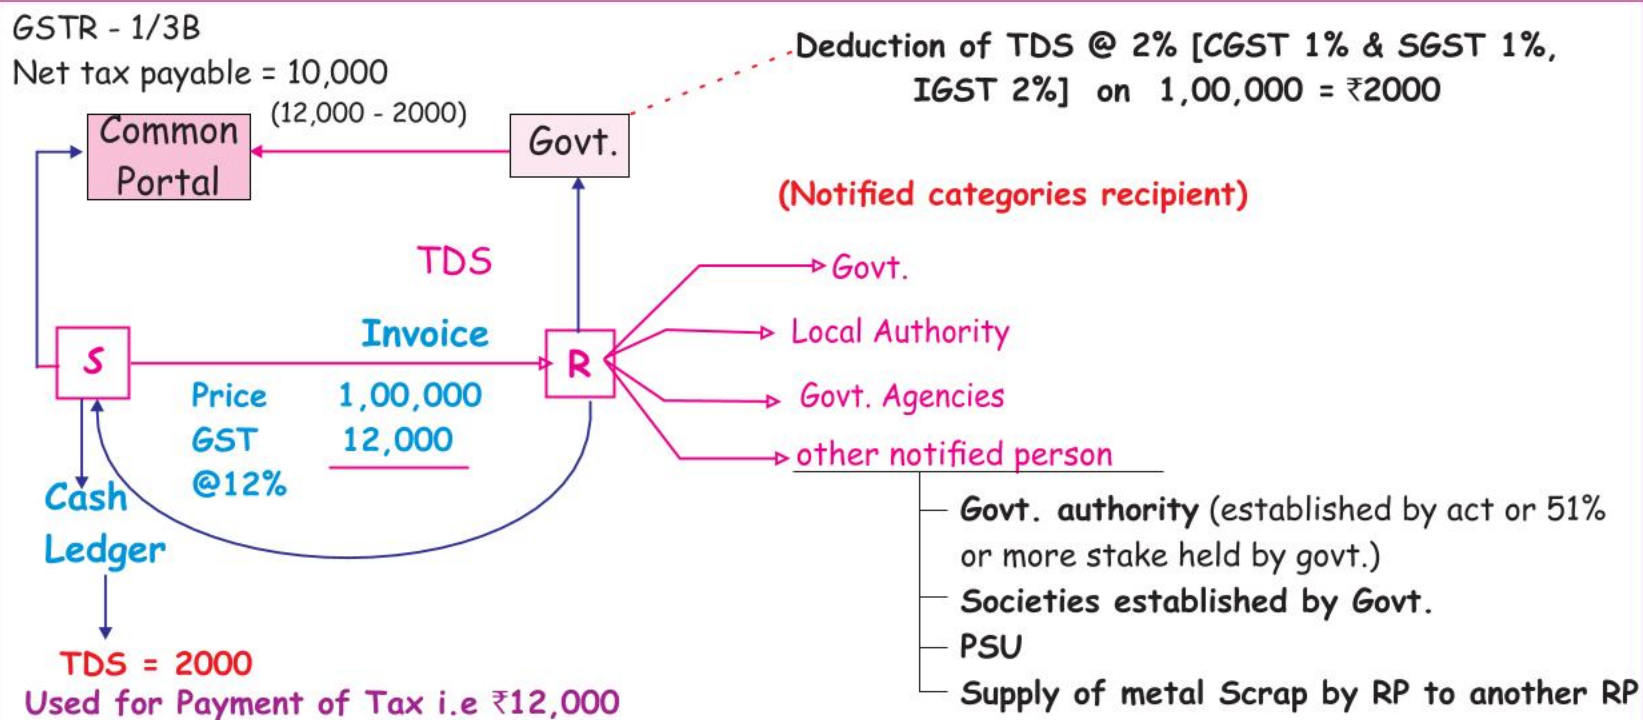 GSTR - 1/3B
Net tax payable = 10,000
(12,000 - 2000)
Common
Portal
Govt.
Deduction of TDS @ 2% [CGST 1% & SGST 1%,
IGST 2%] on 1,00,000 = ₹2000
(Notified categories recipient)
TDS
Govt.
Local Authority
Govt. Agencies
other notified person
S
Invoice
R
Price 1,00,000
GST 12,000
@12%
Cash
Ledger
TDS = 2000
Used for Payment of Tax i.e ₹12,000
Govt. authority (established by act or 51%
or more stake held by govt.)
Societies established by Govt.
PSU
Supply of metal Scrap by RP to another RP